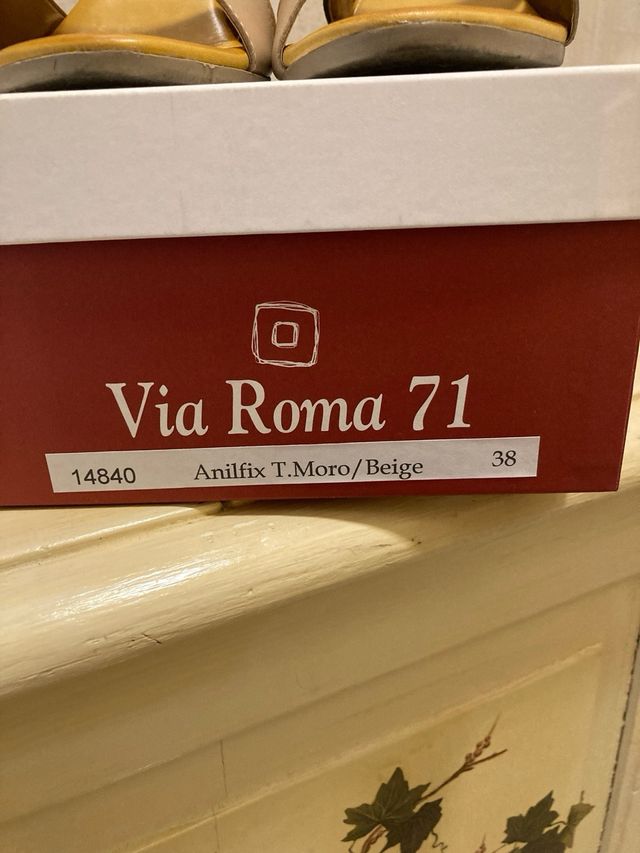 Via Roma 71
14840 Anilfix T.Moro/Beige 38